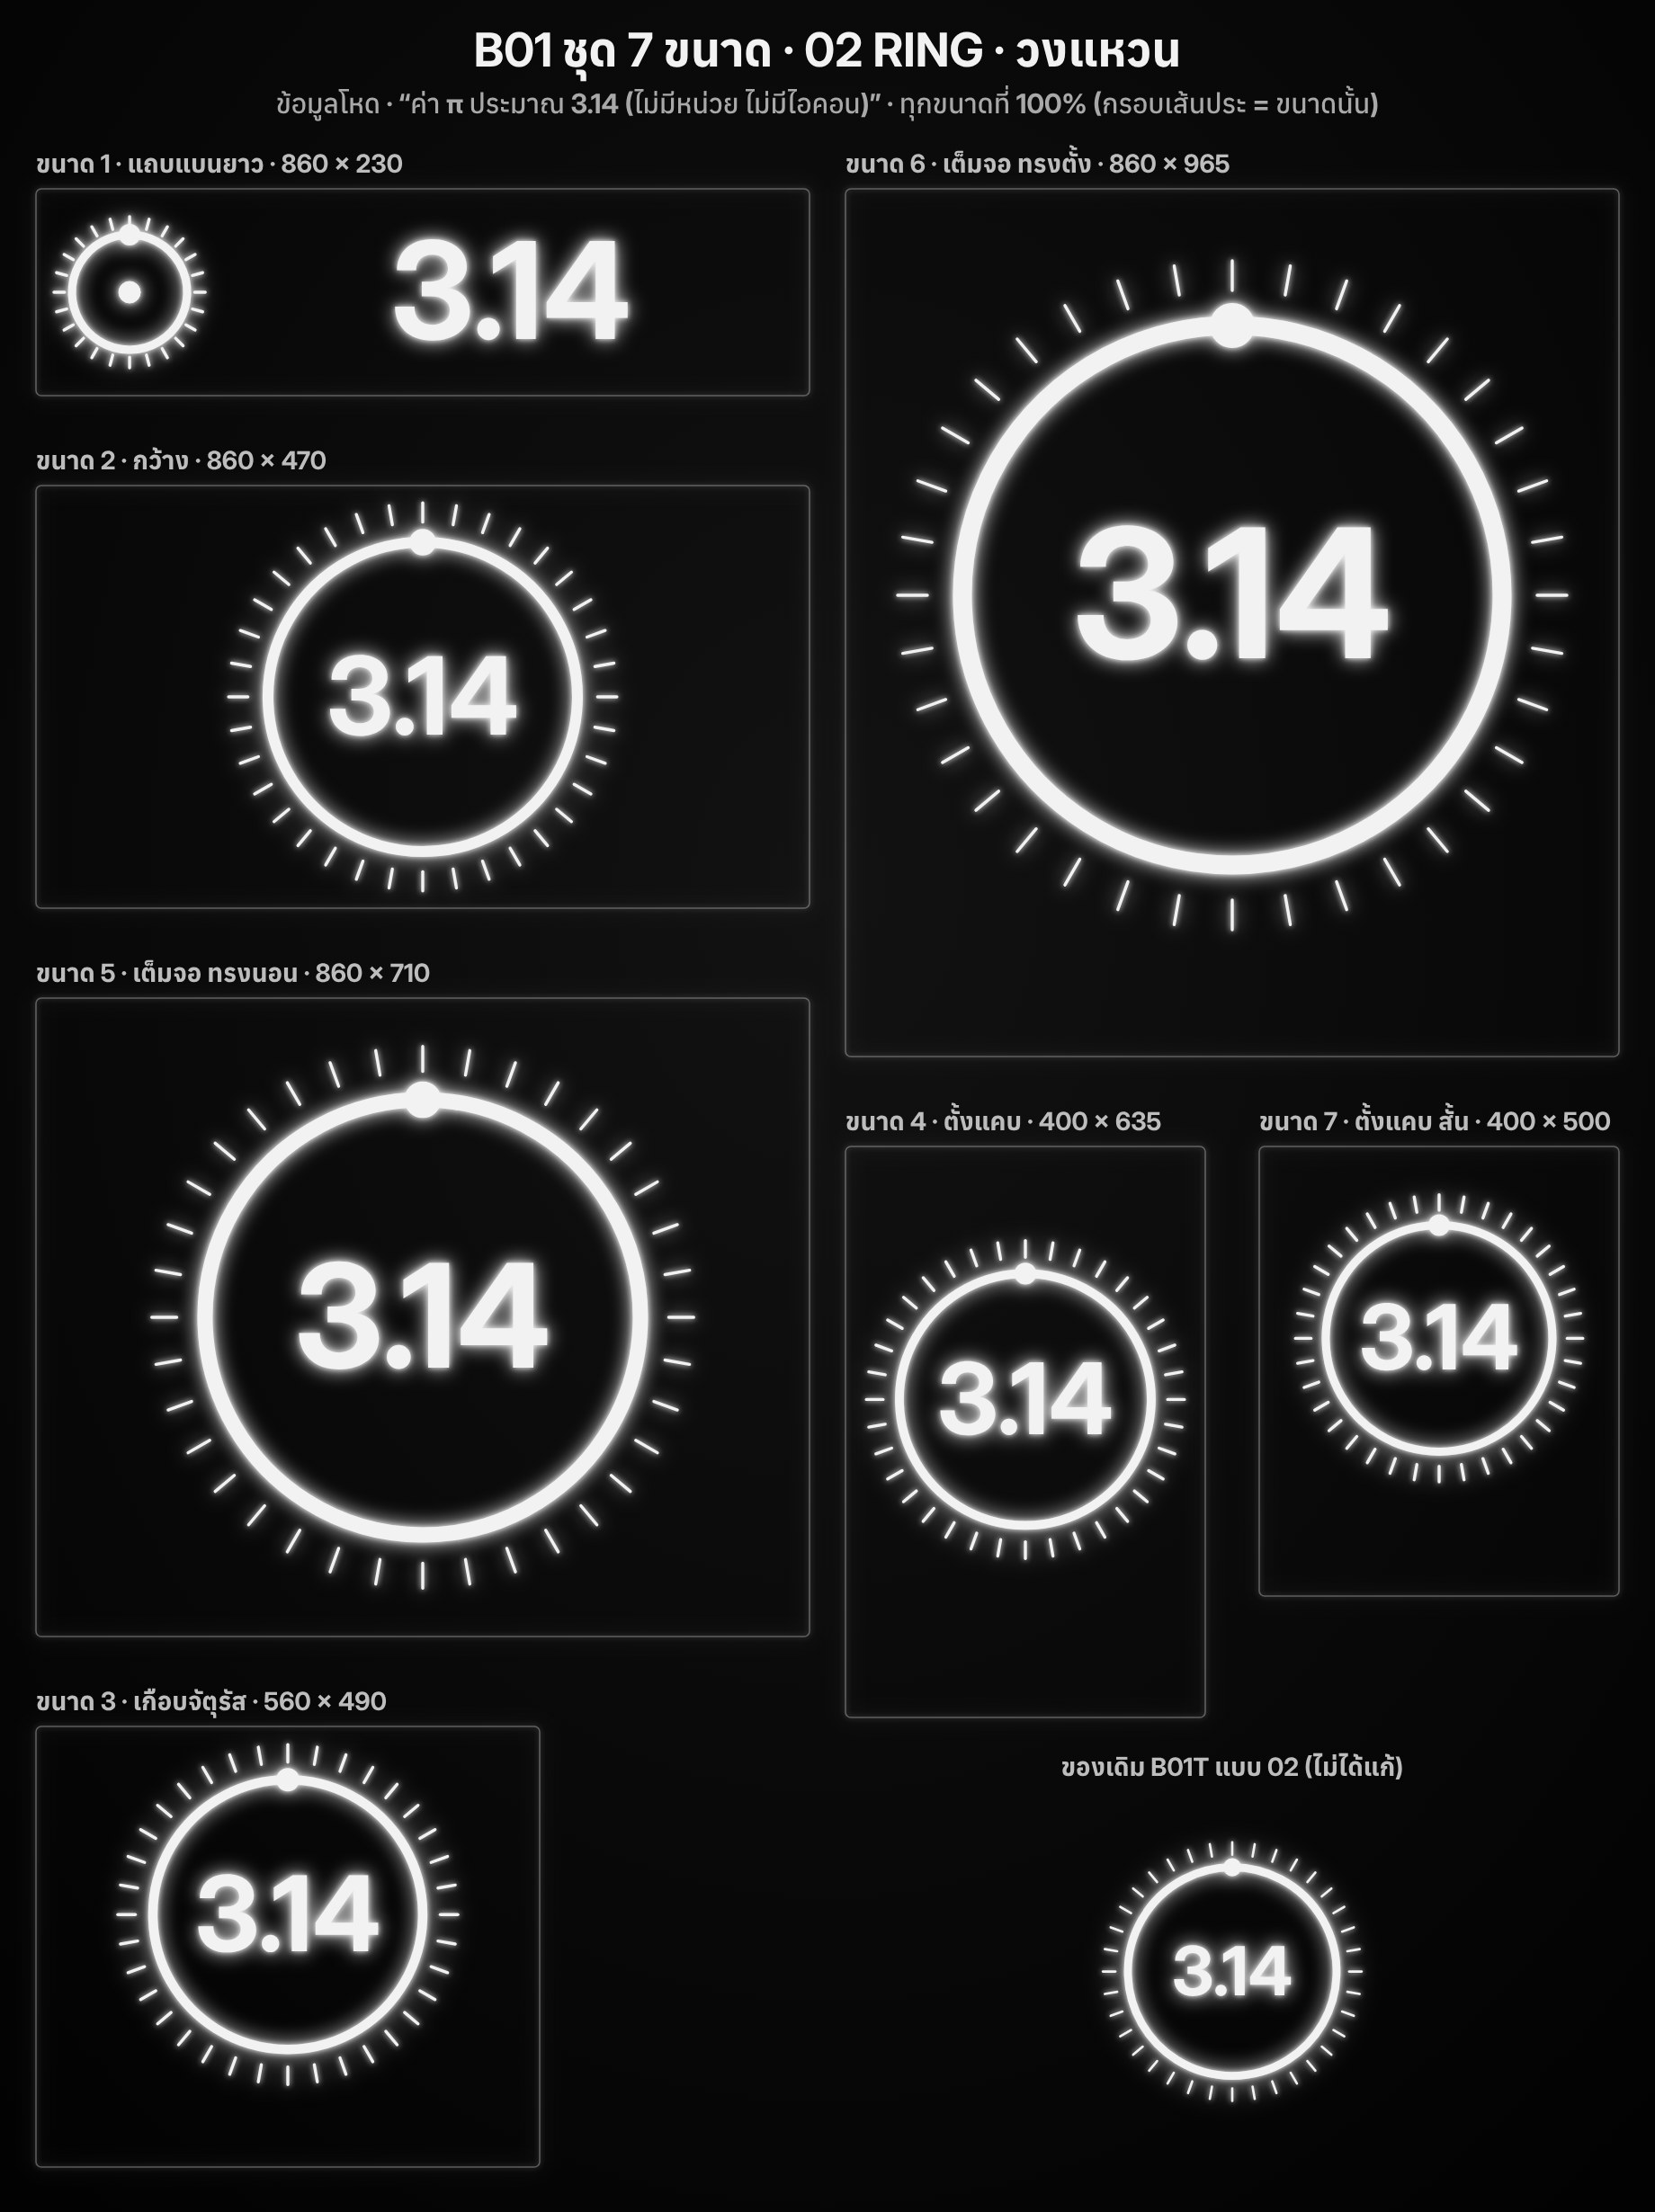 B01 ชุด 7 ขนาด · 02 RING · วงแหวน
ข้อมูลโหด · “ค่า π ประมาณ 3.14 (ไม่มีหน่วย ไม่มีไอคอน)” · ทุกขนาดที่ 100% (กรอบเส้นประ = ขนาดนั้น)
ขนาด 1 · แถบแบนยาว · 860 × 230
3.14
ขนาด 2 · กว้าง · 860 × 470
3.14
ขนาด 5 · เต็มจอ ทรงนอน · 860 × 710
3.14
ขนาด 3 · เกือบจัตุรัส · 560 × 490
3.14
ขนาด 6 · เต็มจอ ทรงตั้ง · 860 × 965
3.14
ขนาด 4 · ตั้งแคบ · 400 × 635
3.14
ขนาด 7 · ตั้งแคบ สั้น · 400 × 500
3.14
ของเดิม B01T แบบ 02 (ไม่ได้แก้)
3.14